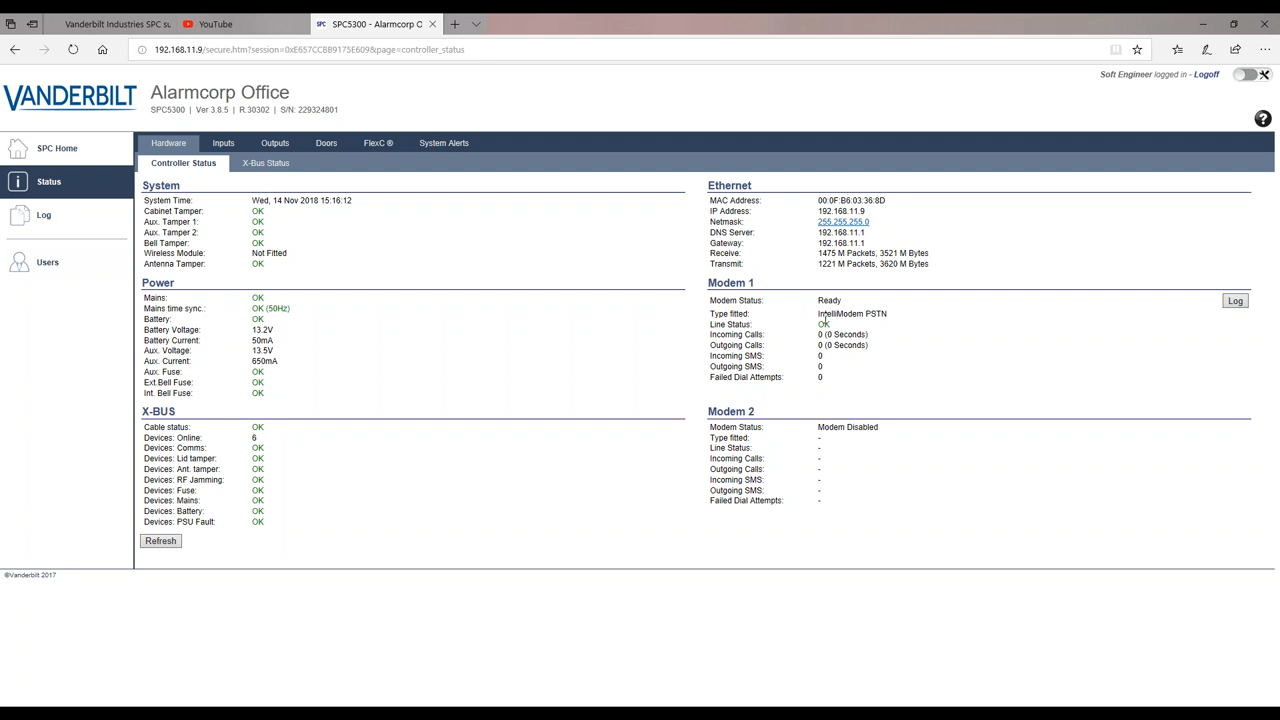 Vanderbilt Industries SPC su
YouTube
SPC SPC5300 - Alarmcorp O
192.168.11.9/secure.htm?session=0xE657CCBB9175E609&page=controller_status
Soft Engineer logged in - Logoff
VANDERBILT
Alarmcorp Office
SPC5300 | Ver 3.8.5 | R.30302 | S/N: 229324801
?
SPC Home
Status
Log
Users
Hardware Inputs Outputs Doors FlexC ® System Alerts
Controller Status X-Bus Status
System
System Time: Wed, 14 Nov 2018 15:16:12
Cabinet Tamper: OK
Aux. Tamper 1: OK
Aux. Tamper 2: OK
Bell Tamper: OK
Wireless Module: Not Fitted
Antenna Tamper: OK
Power
Mains: OK
Mains time sync.: OK (50Hz)
Battery: OK
Battery Voltage: 13.2V
Battery Current: 50mA
Aux. Voltage: 13.5V
Aux. Current: 650mA
Aux. Fuse: OK
Ext.Bell Fuse: OK
Int. Bell Fuse: OK
X-BUS
Cable status: OK
Devices: Online: 6
Devices: Comms: OK
Devices: Lid tamper: OK
Devices: Ant. tamper: OK
Devices: RF Jamming: OK
Devices: Fuse: OK
Devices: Mains: OK
Devices: Battery: OK
Devices: PSU Fault: OK
Refresh
Ethernet
MAC Address: 00:0F:B6:03:36:8D
IP Address: 192.168.11.9
Netmask: 255.255.255.0
DNS Server: 192.168.11.1
Gateway: 192.168.11.1
Receive: 1475 M Packets, 3521 M Bytes
Transmit: 1221 M Packets, 3620 M Bytes
Modem 1
Modem Status: Ready
Log
Type fitted: IntelliModem PSTN
Line Status: OK
Incoming Calls: 0 (0 Seconds)
Outgoing Calls: 0 (0 Seconds)
Incoming SMS: 0
Outgoing SMS: 0
Failed Dial Attempts: 0
Modem 2
Modem Status: Modem Disabled
Type fitted: -
Line Status: -
Incoming Calls: -
Outgoing Calls: -
Incoming SMS: -
Outgoing SMS: -
Failed Dial Attempts: -
©Vanderbilt 2017